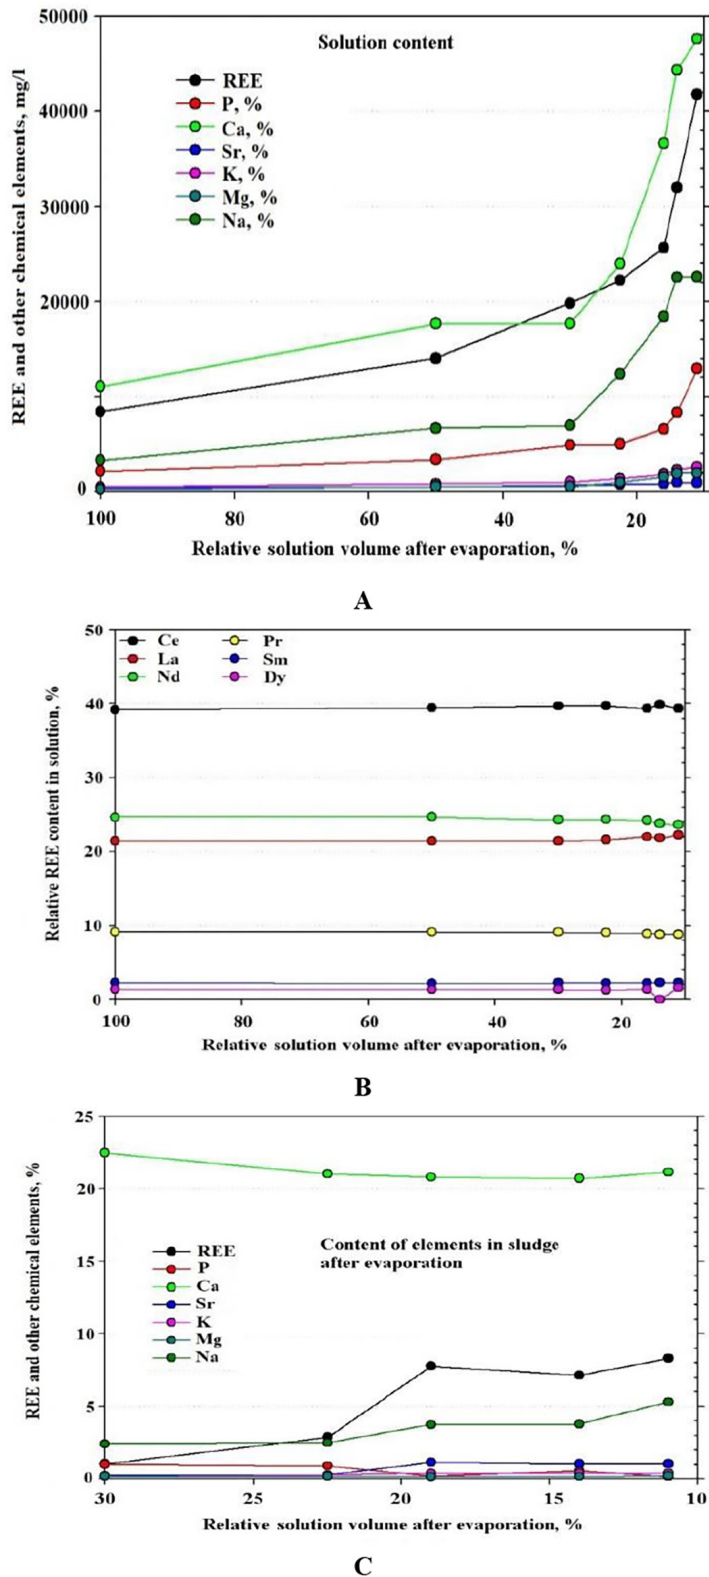 50000
Solution content
REE
P, %
Ca, %
Sr, %
K, %
Mg, %
Na, %
40000
30000
20000
0
REE and other chemical elements, mg/l
100 80 60 40 20
Relative solution volume after evaporation, %
A
50
Ce Pr
La Sm
Nd Dy
40
30
20
10
0
Relative REE content in solution, %
100 80 60 40 20
Relative solution volume after evaporation, %
B
25
20
15
10
5
0
REE and other chemical elements, %
Content of elements in sludge
after evaporation
REE
P
Ca
Sr
K
Mg
Na
30 25 20 15 10
Relative solution volume after evaporation, %
C